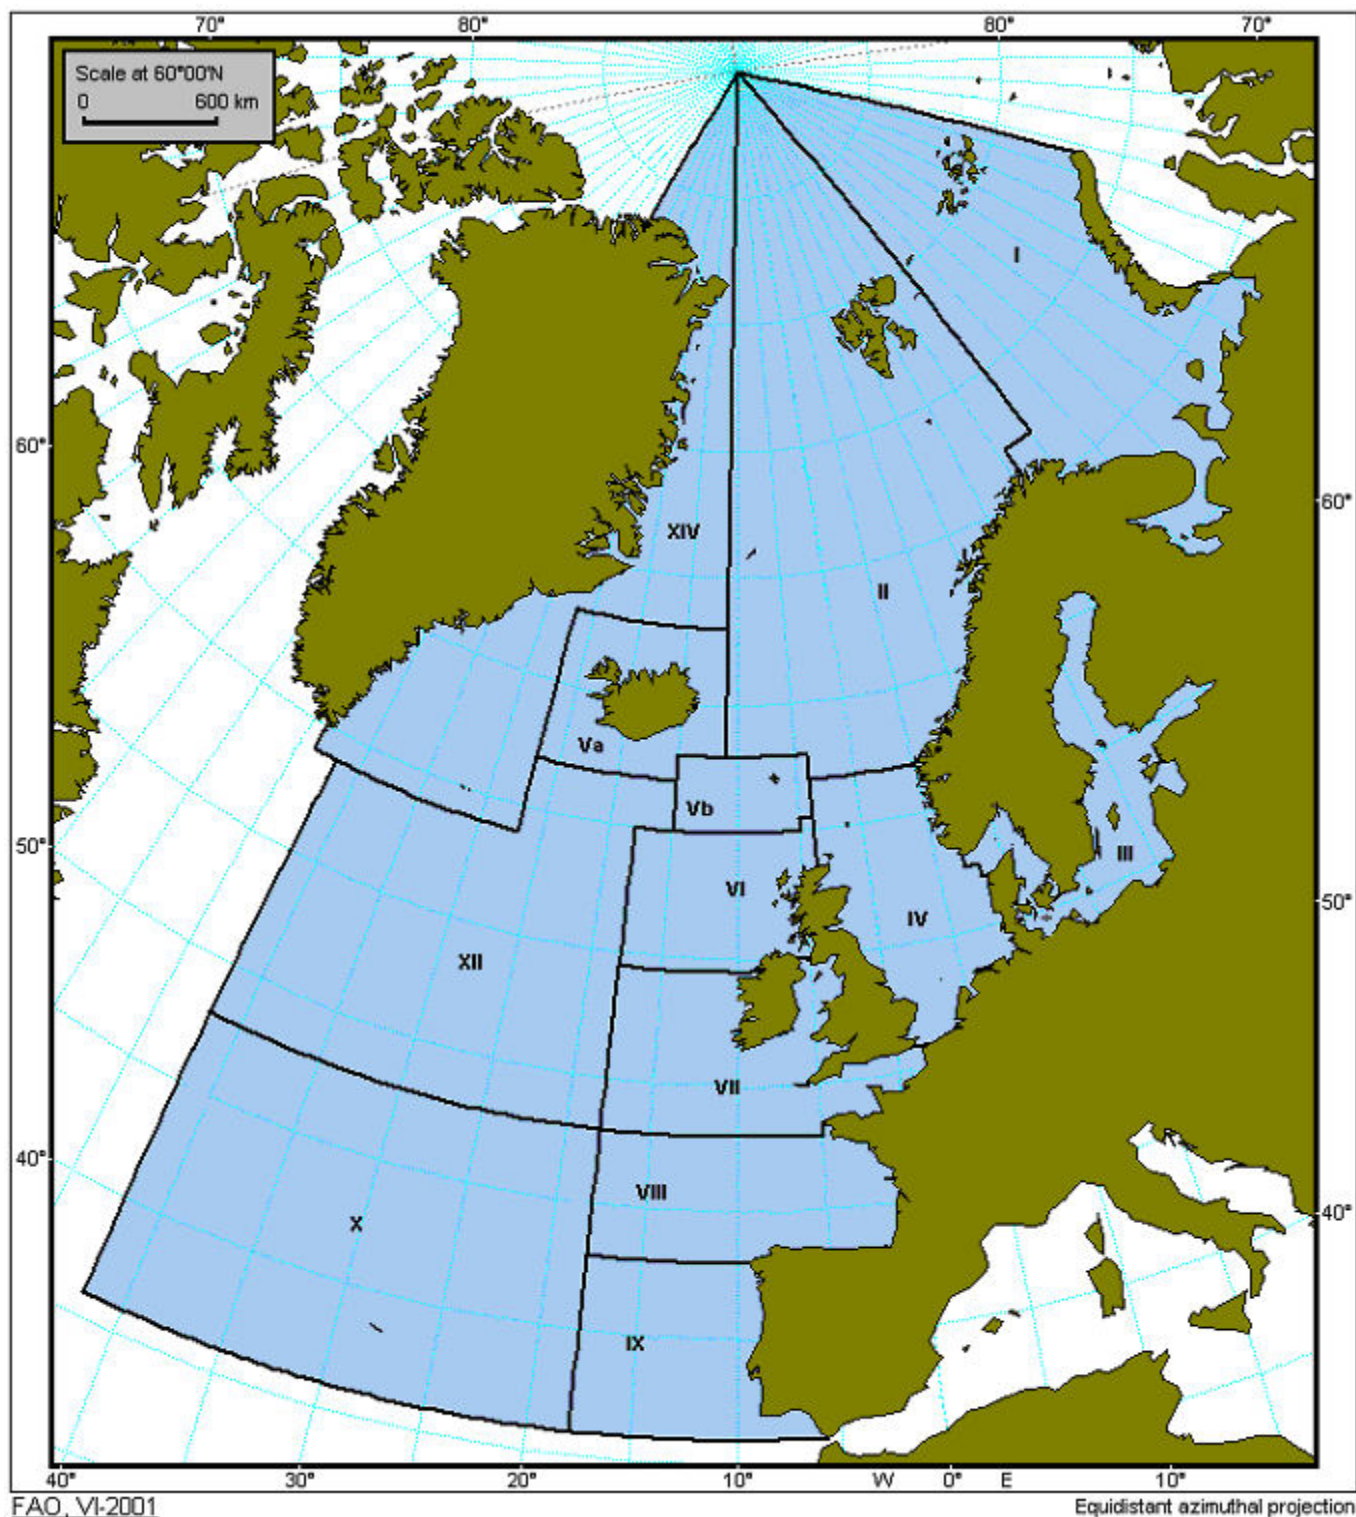 70° 80° 80° 70°
Scale at 60°00'N
0 600 km
I
60°
60°
XIV
II
Va
Vb
50°
III
VI
50°
IV
XII
VII
40°
VIII
40°
X
IX
40° 30° 20° 10° W 0° E 10°
FAO, VI-2001 Equidistant azimuthal projection